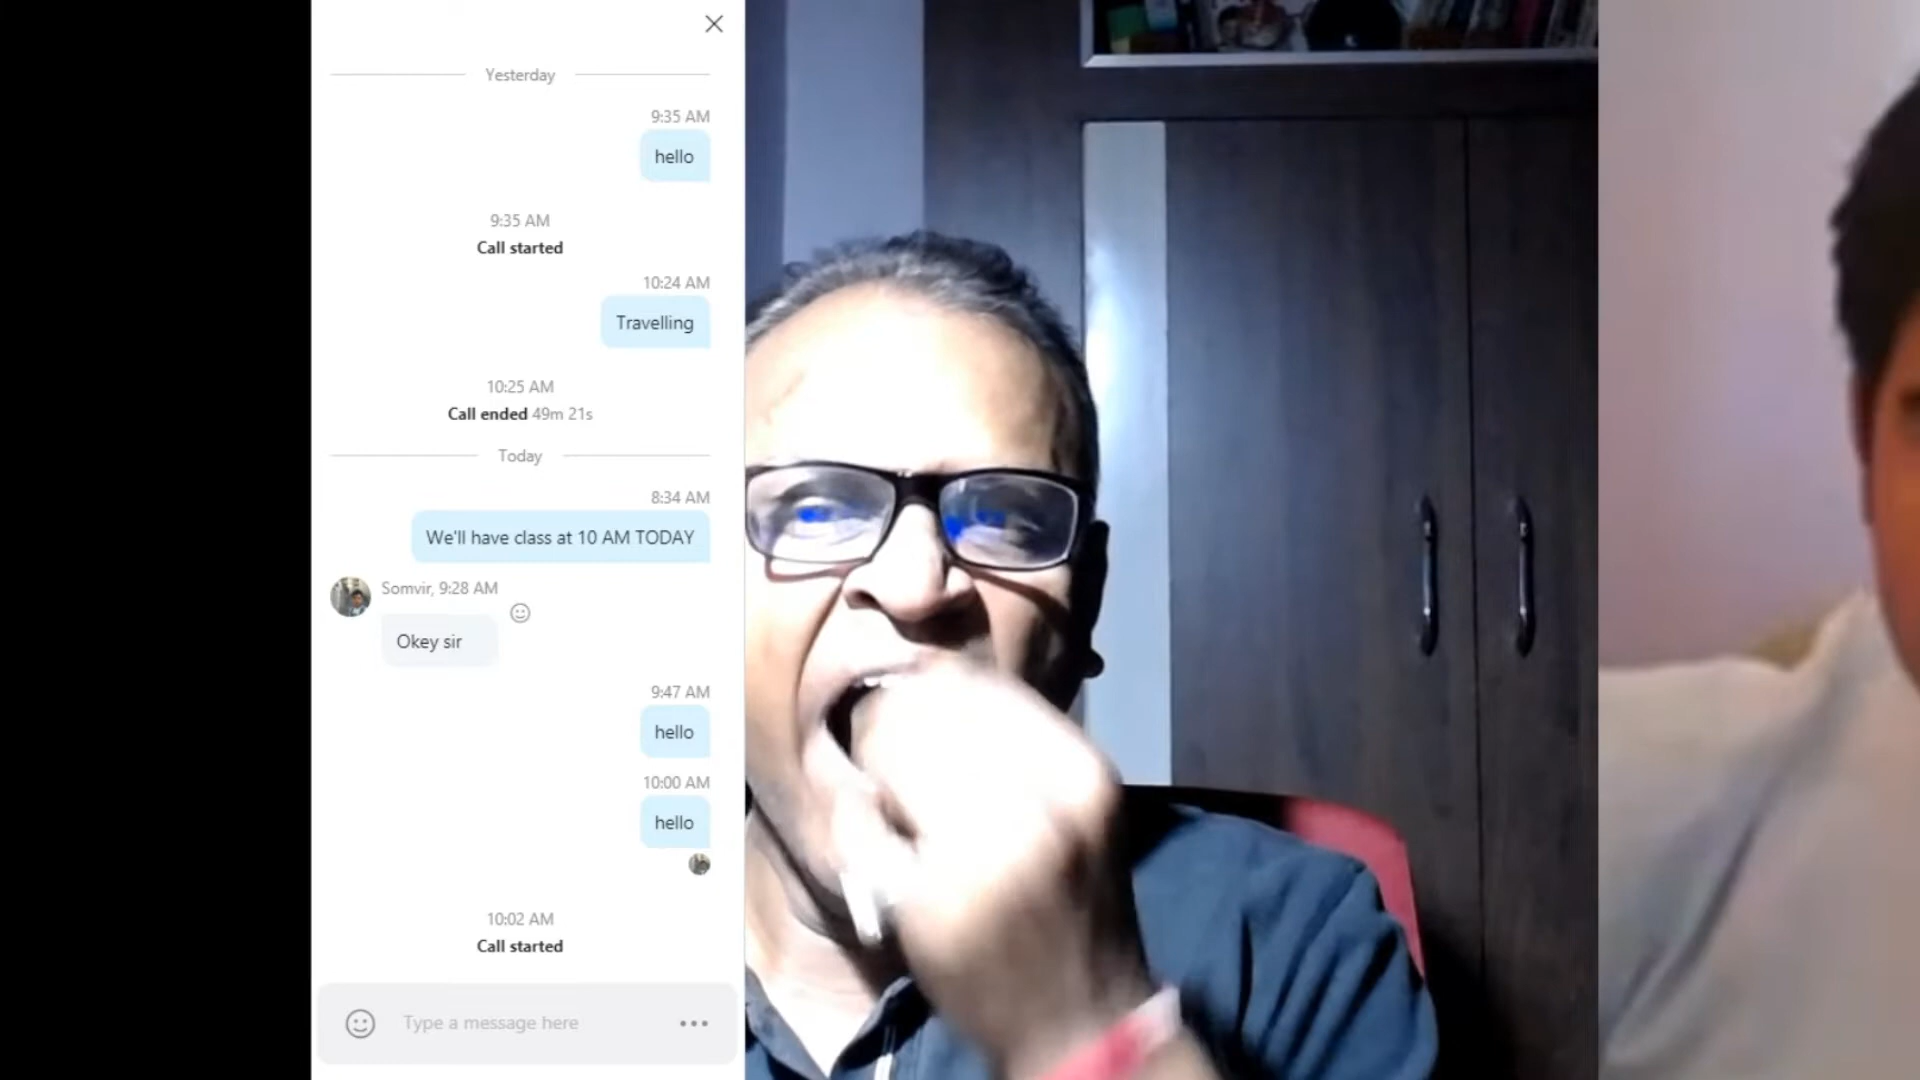 Yesterday
9:35 AM
hello
9:35 AM
Call started
10:24 AM
Travelling
10:25 AM
Call ended 49m 21s
Today
8:34 AM
We'll have class at 10 AM TODAY
Somvir, 9:28 AM
Okey sir
9:47 AM
hello
10:00 AM
hello
10:02 AM
Call started
Type a message here